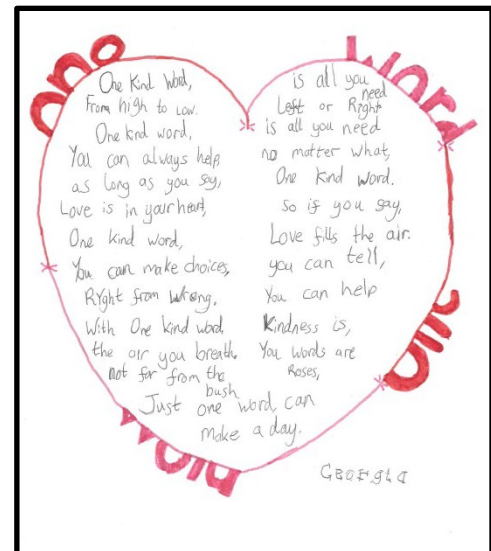 Word
One Kind Word,
From high to Low.
One kind word,
You can always help
as long as you say,
Love is in your heart,
One kind word,
You can make choices,
Right from Wrong.
With One kind word
the air you breath.
not far from the
bush
is all you need
Left or Right
is all you need
no matter what,
One Kind Word.
so if you say,
Love fills the air.
you can tell,
You can help
Kindness is,
You words are
Roses,
Just one word can
make a day.
Georgia